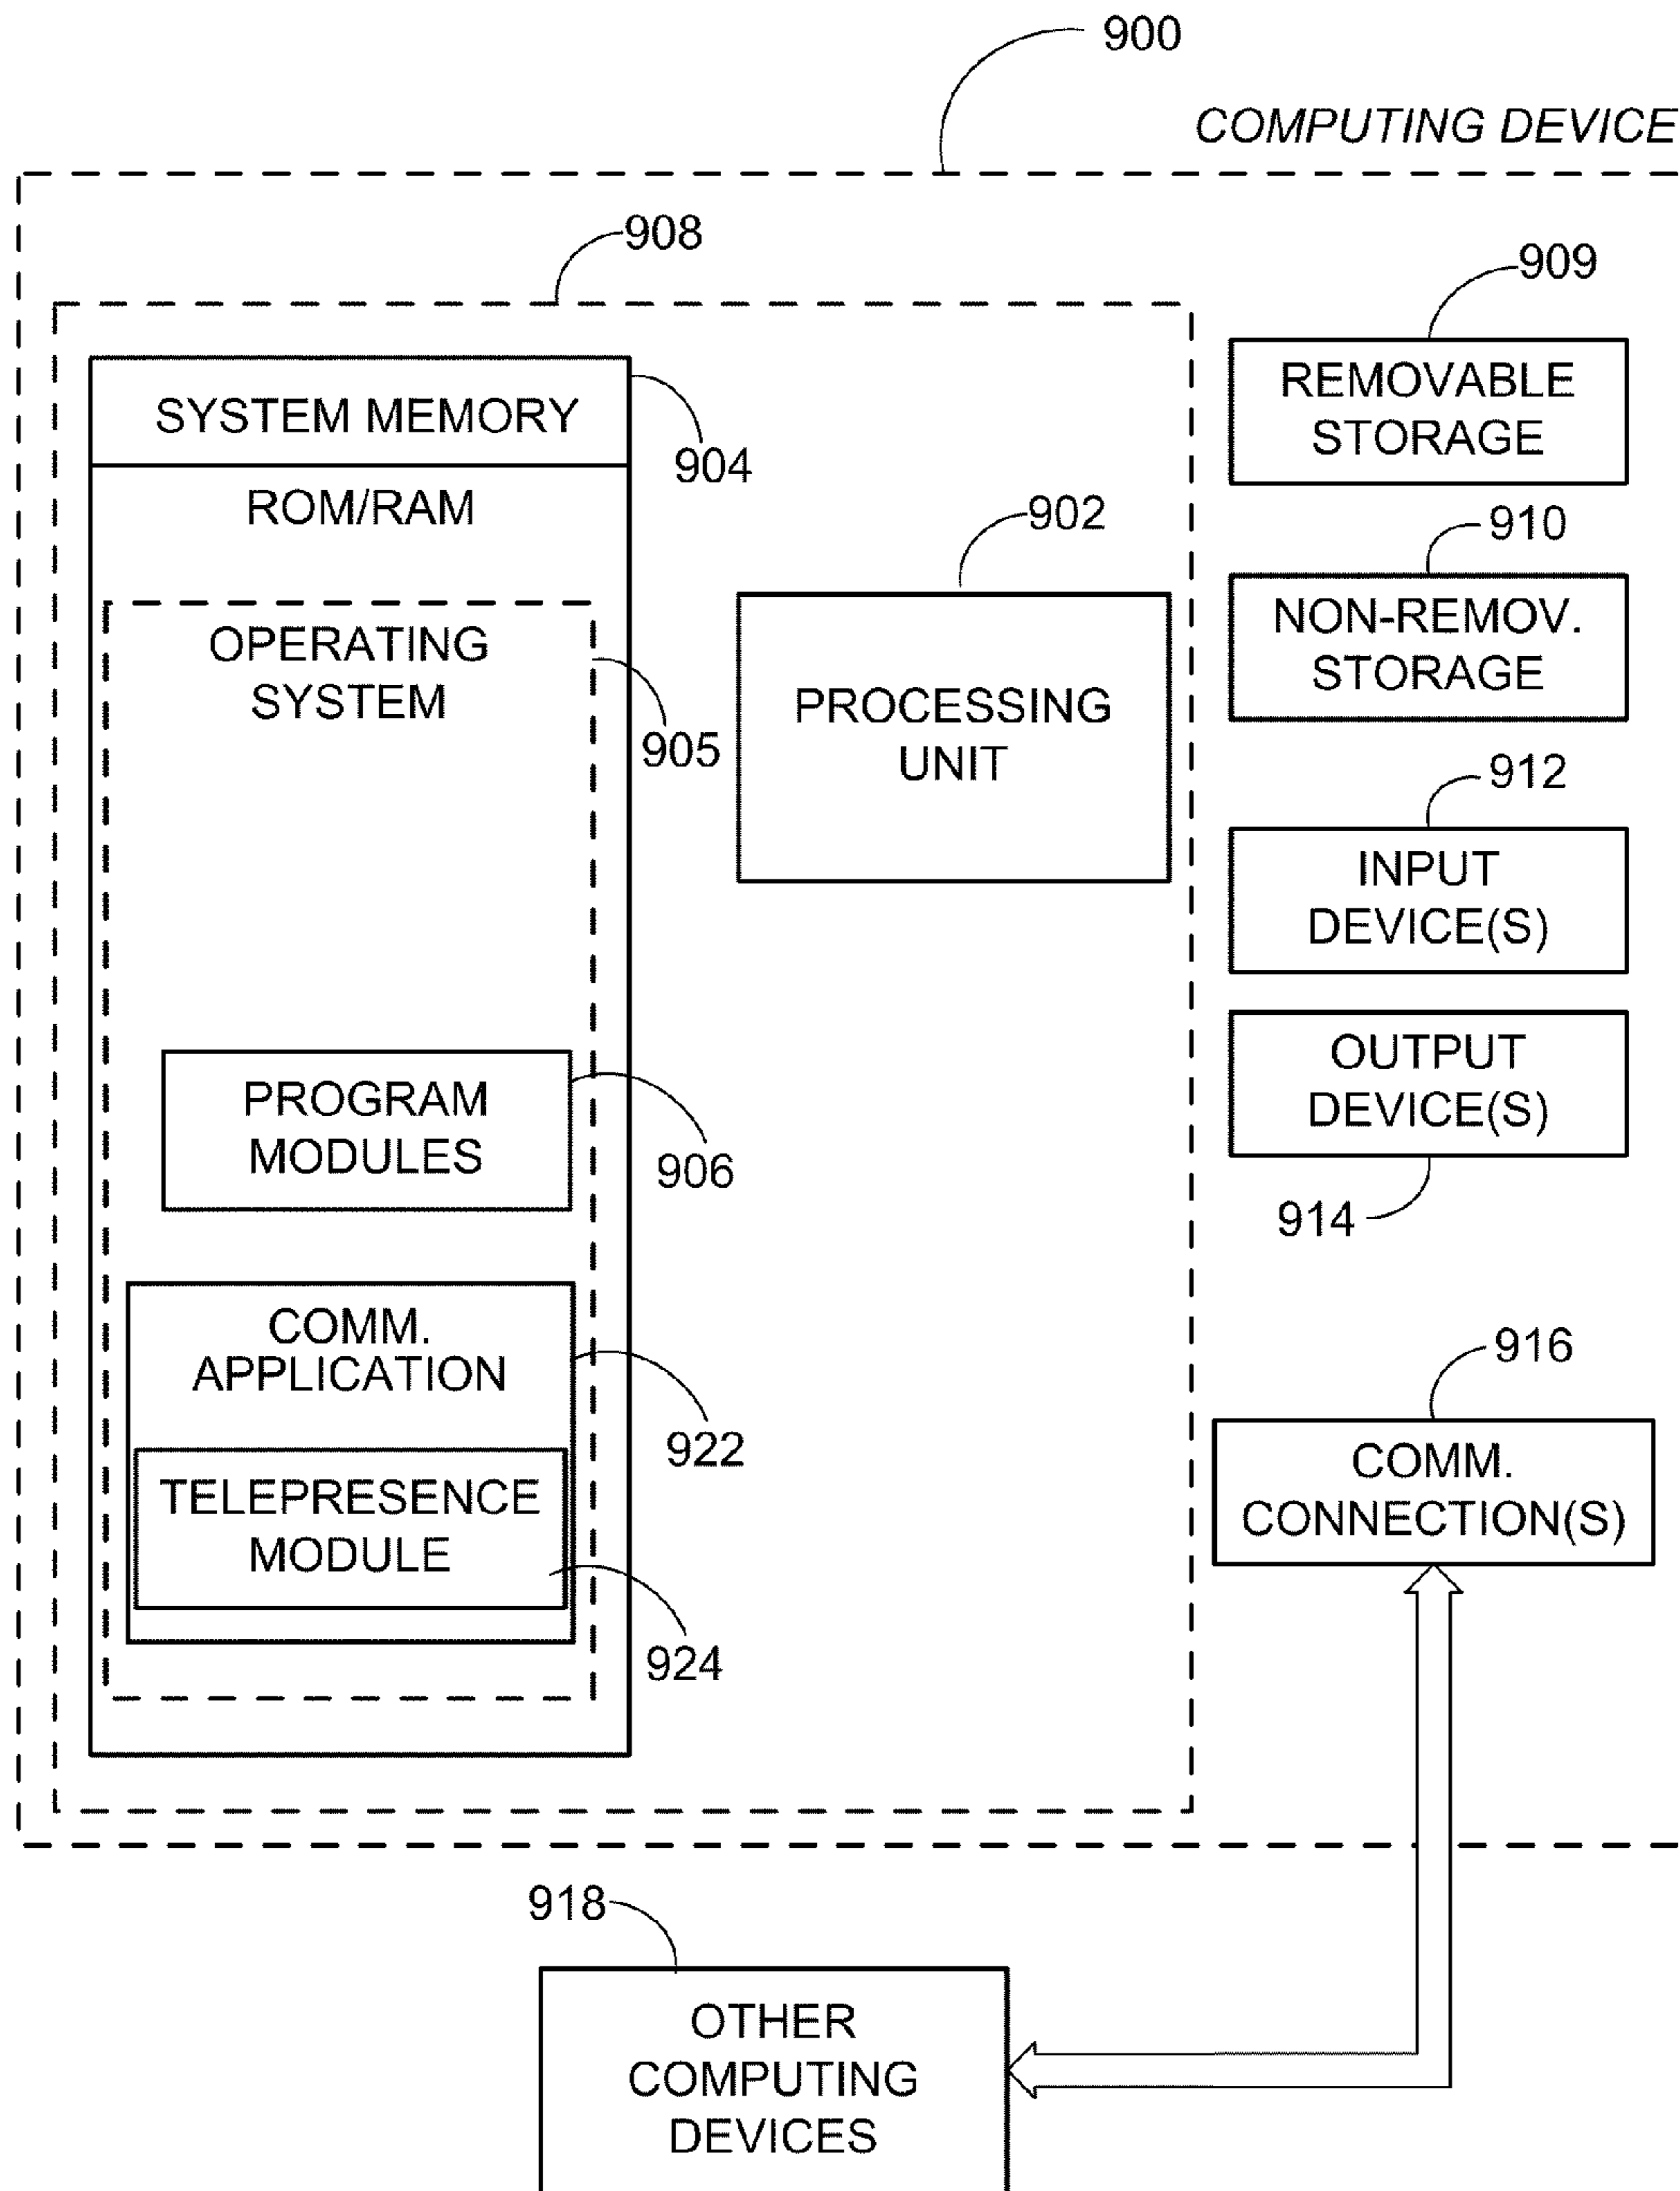 900
COMPUTING DEVICE
908
909
SYSTEM MEMORY
904
ROM/RAM
REMOVABLE
STORAGE
902
910
OPERATING
SYSTEM
905
PROCESSING
UNIT
NON-REMOV.
STORAGE
912
INPUT
DEVICE(S)
OUTPUT
DEVICE(S)
914
PROGRAM
MODULES
906
COMM.
APPLICATION
922
TELEPRESENCE
MODULE
924
916
COMM.
CONNECTION(S)
918
OTHER
COMPUTING
DEVICES